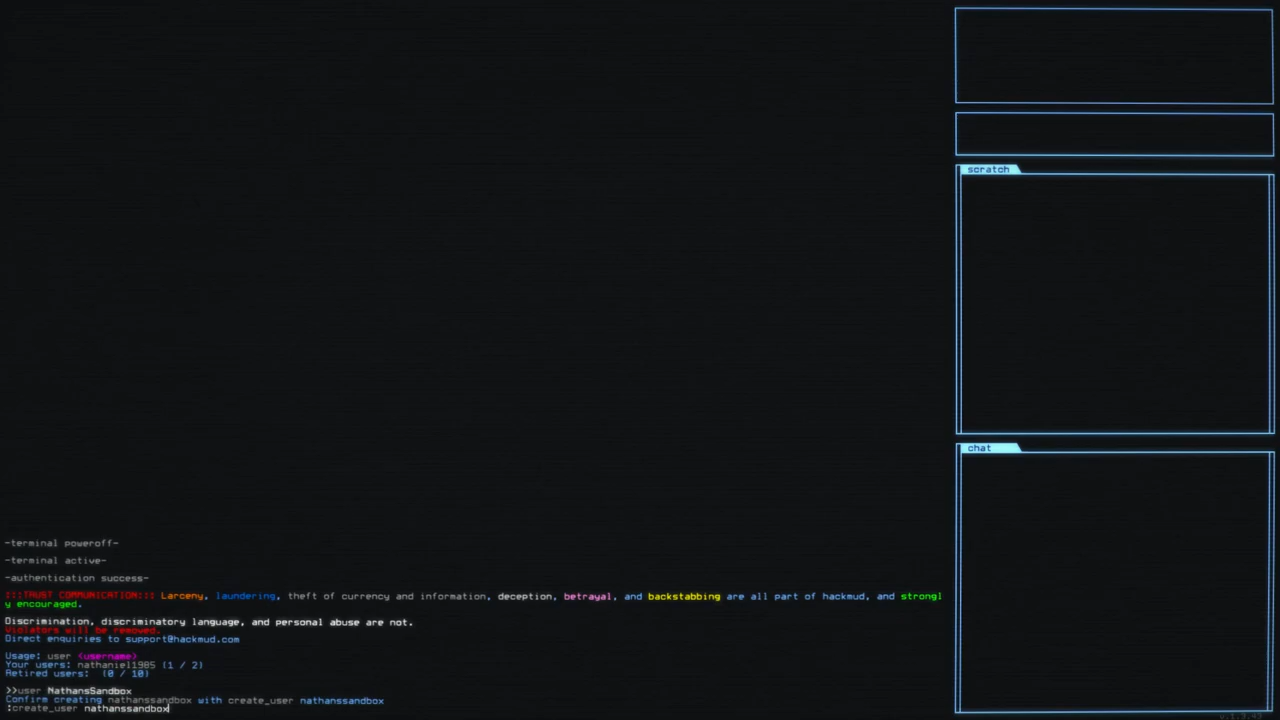 scratch
chat
-terminal poweroff-
-terminal active-
-authentication success-
:::TRUST COMMUNICATION::: Larceny, laundering, theft of currency and information, deception, betrayal, and backstabbing are all part of hackmud, and strongl
y encouraged.
Discrimination, discriminatory language, and personal abuse are not.
Violators will be removed.
Direct enquiries to support@hackmud.com
Usage: user <username>
Your users: nathaniel1985 (1 / 2)
Retired users:  (0 / 10)
>>user NathansSandbox
Confirm creating nathanssandbox with create_user nathanssandbox
:create_user nathanssandbox